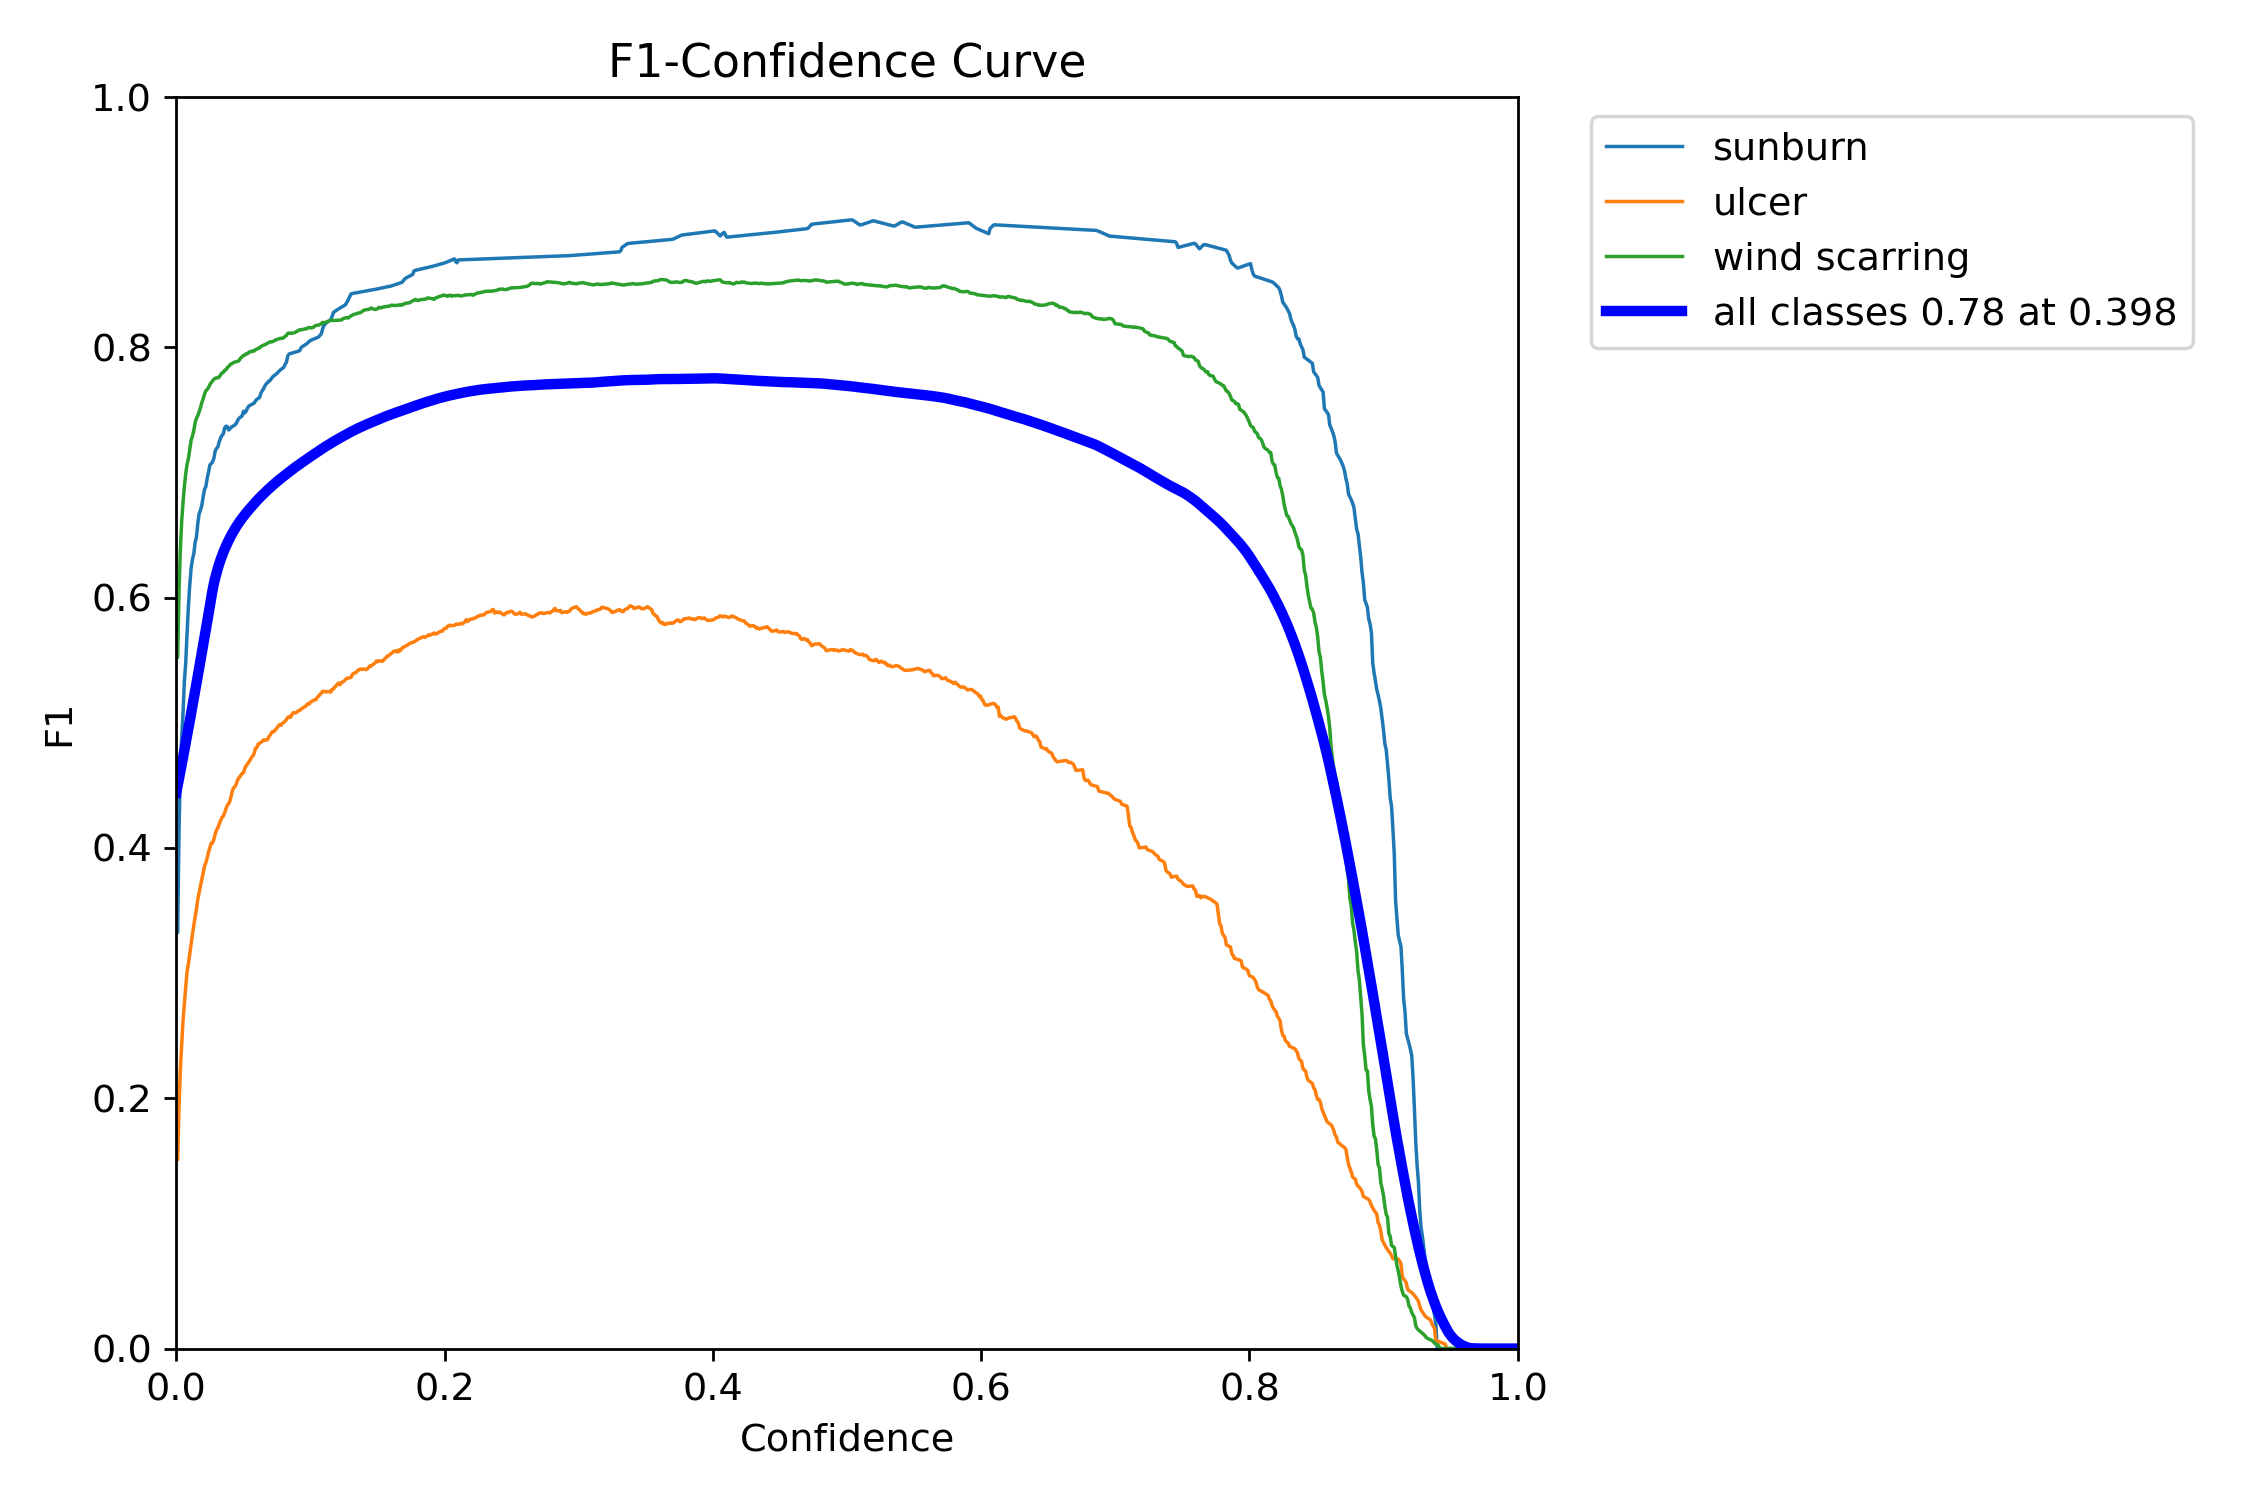 F1-Confidence Curve
1.0
0.8
0.6
0.4
0.2
0.0
F1
0.0 0.2 0.4 0.6 0.8 1.0
Confidence
sunburn
ulcer
wind scarring
all classes 0.78 at 0.398